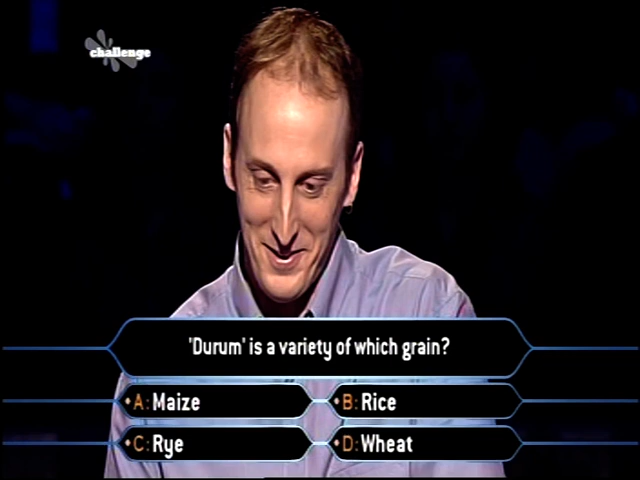 challenge
'Durum' is a variety of which grain?
A: Maize
B: Rice
C: Rye
D: Wheat